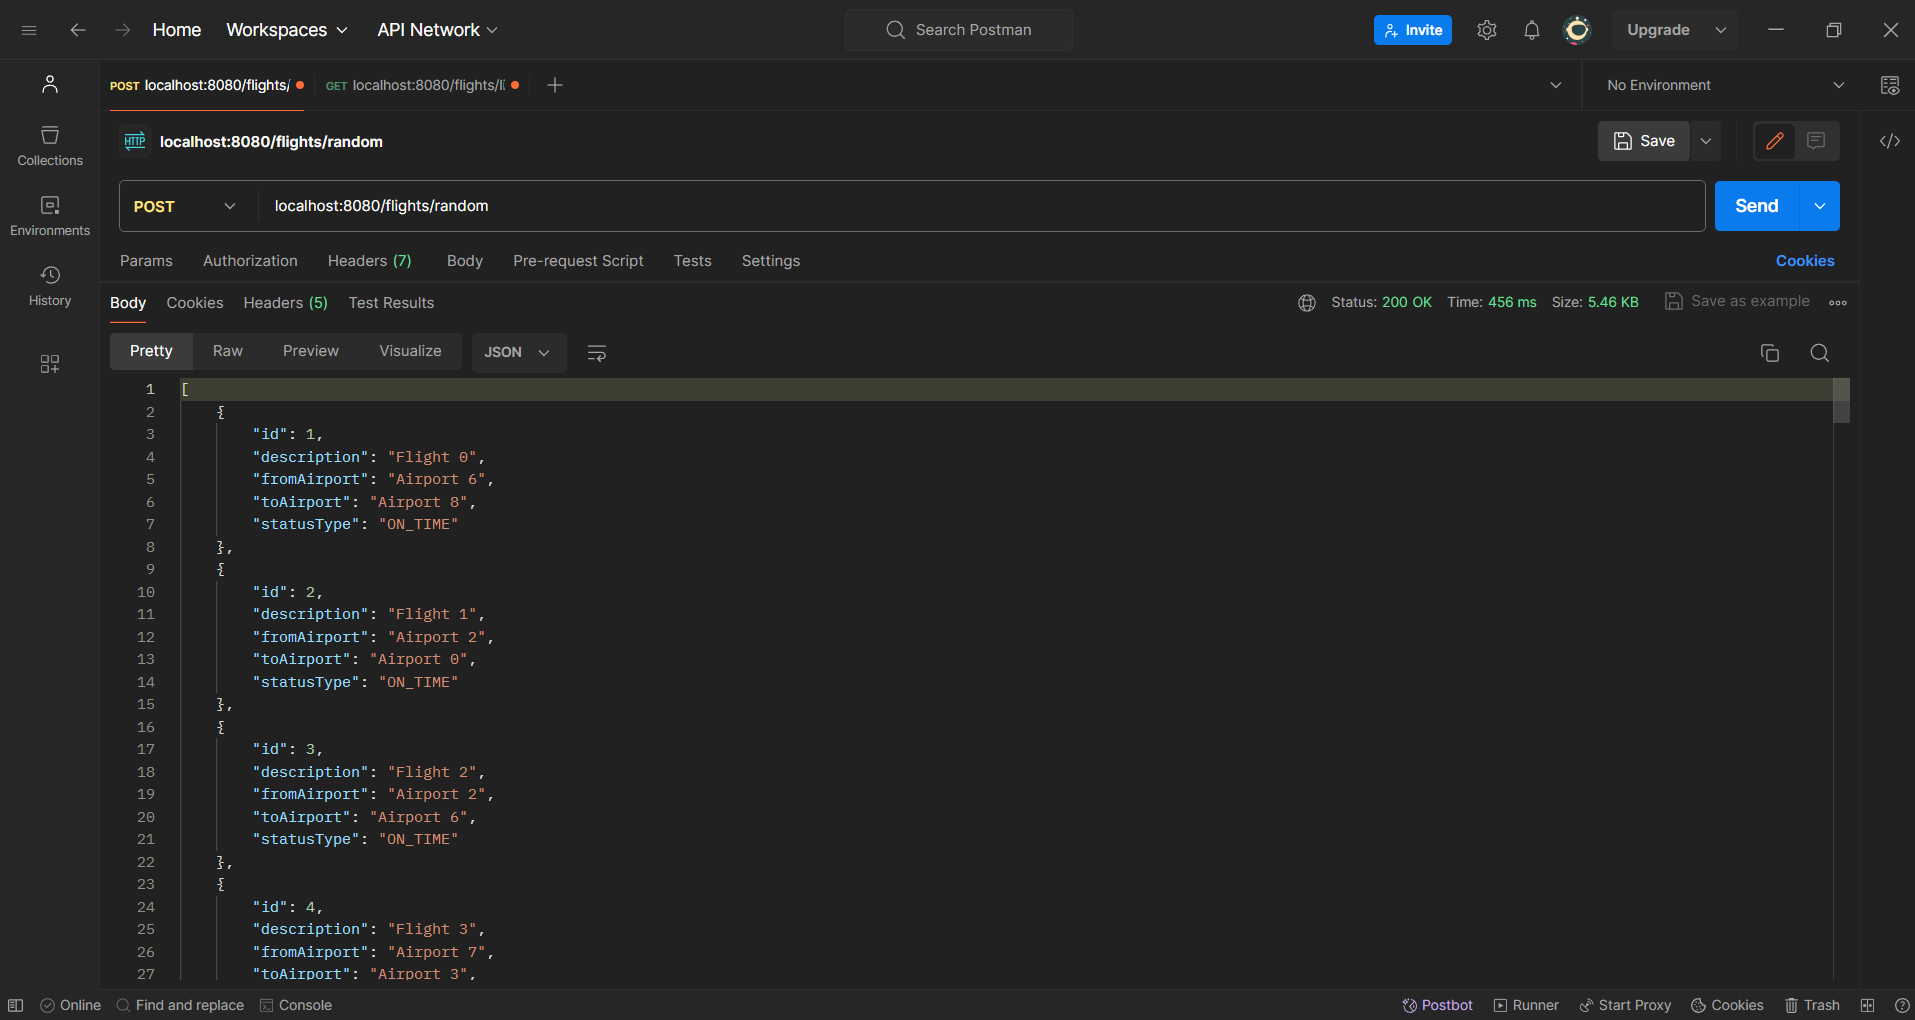 Home Workspaces API Network Search Postman Invite Upgrade
POST localhost:8080/flights/ GET localhost:8080/flights/li No Environment
HTTP localhost:8080/flights/random Save
Collections
POST localhost:8080/flights/random Send
Environments
Params Authorization Headers (7) Body Pre-request Script Tests Settings Cookies
History
Body Cookies Headers (5) Test Results Status: 200 OK Time: 456 ms Size: 5.46 KB Save as example
Pretty Raw Preview Visualize JSON
1 [
2 {
3 "id": 1,
4 "description": "Flight 0",
5 "fromAirport": "Airport 6",
6 "toAirport": "Airport 8",
7 "statusType": "ON_TIME"
8 },
9 {
10 "id": 2,
11 "description": "Flight 1",
12 "fromAirport": "Airport 2",
13 "toAirport": "Airport 0",
14 "statusType": "ON_TIME"
15 },
16 {
17 "id": 3,
18 "description": "Flight 2",
19 "fromAirport": "Airport 2",
20 "toAirport": "Airport 6",
21 "statusType": "ON_TIME"
22 },
23 {
24 "id": 4,
25 "description": "Flight 3",
26 "fromAirport": "Airport 7",
27 "toAirport": "Airport 3",
Online Find and replace Console Postbot Runner Start Proxy Cookies Trash